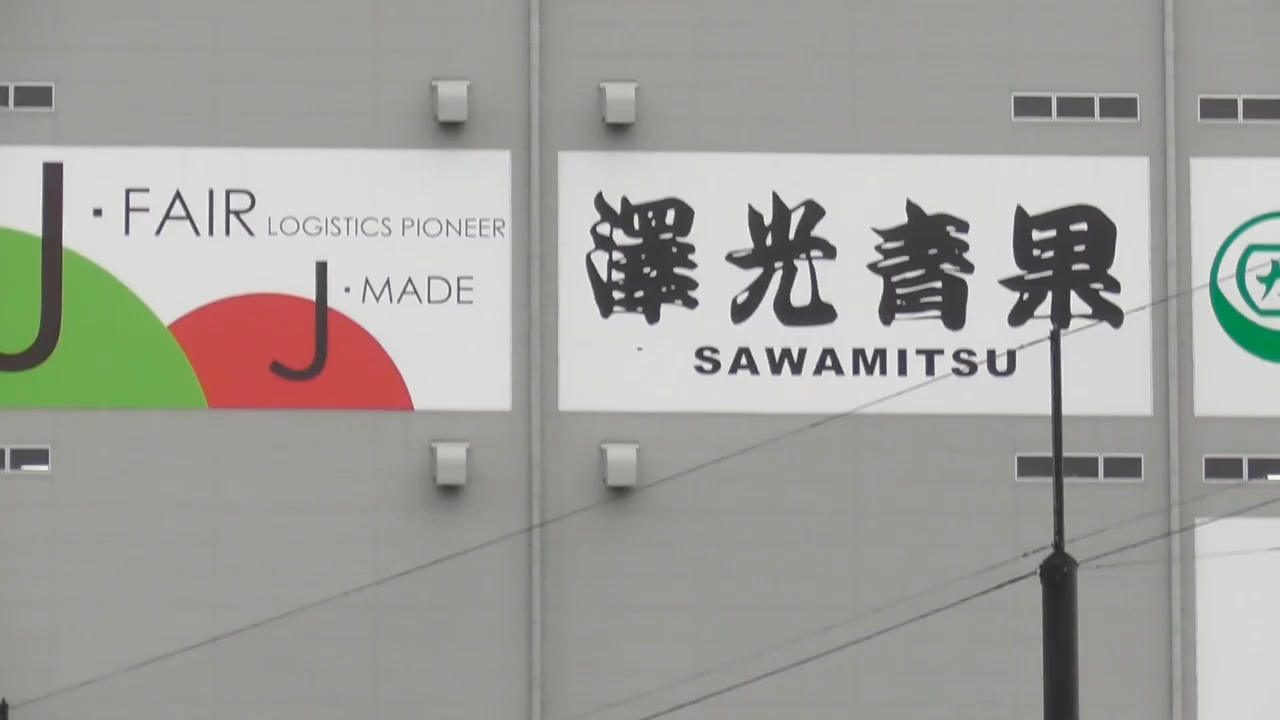 J・FAIR LOGISTICS PIONEER
J・MADE
澤光青果
SAWAMITSU